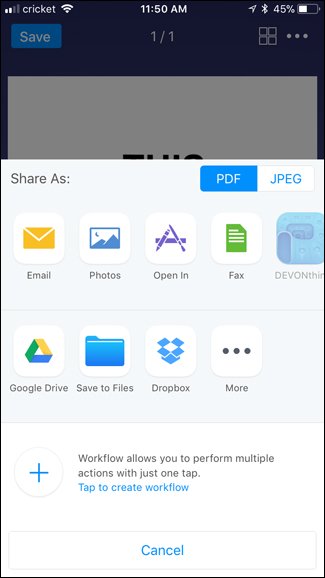 cricket 11:50 AM 45%
Save 1 / 1
THIS
Share As: PDF JPEG
Email Photos Open In Fax DEVONthin
Google Drive Save to Files Dropbox More
Workflow allows you to perform multiple
actions with just one tap.
Tap to create workflow
Cancel